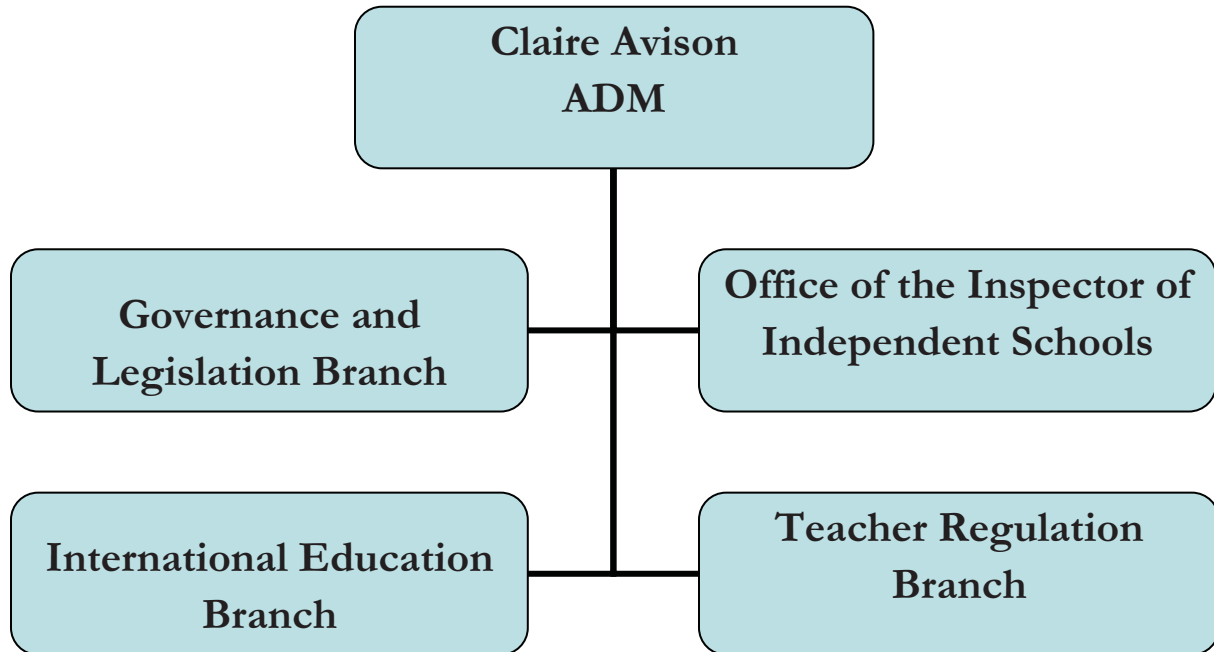 Claire Avison
ADM
Governance and
Legislation Branch
Office of the Inspector of
Independent Schools
International Education
Branch
Teacher Regulation
Branch